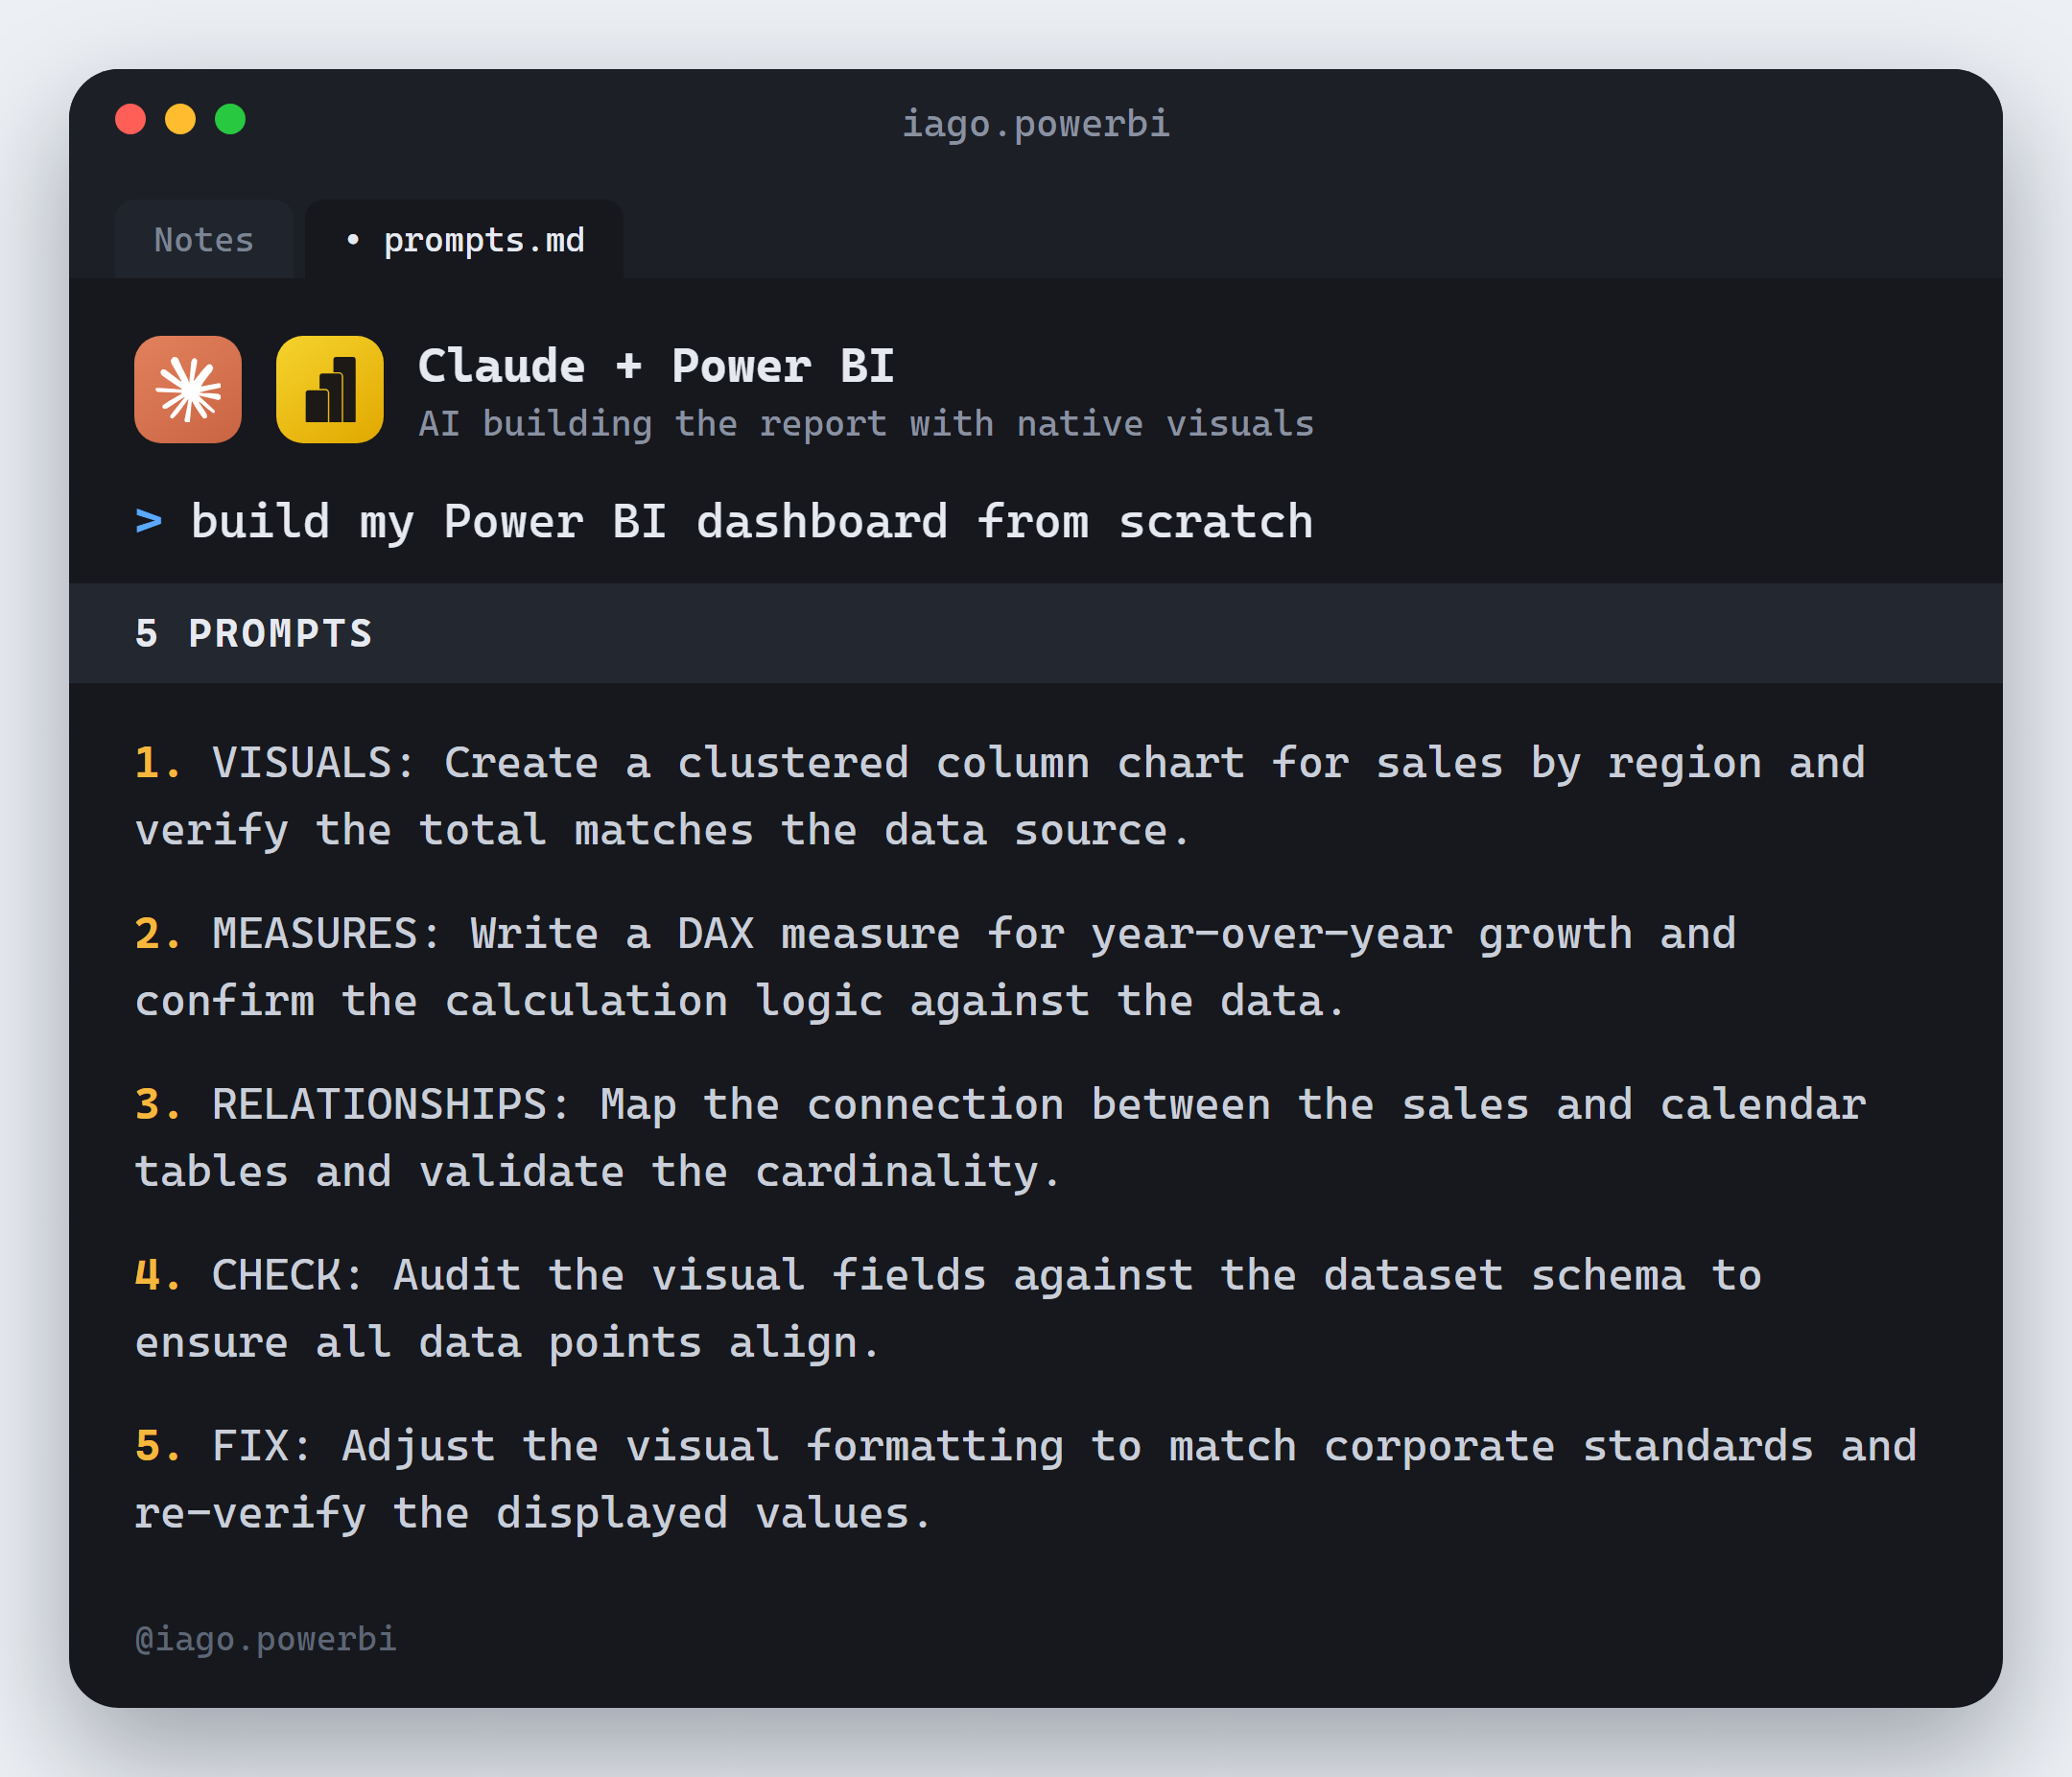 iago.powerbi
Notes
• prompts.md
Claude + Power BI
AI building the report with native visuals
> build my Power BI dashboard from scratch
5 PROMPTS
1. VISUALS: Create a clustered column chart for sales by region and
verify the total matches the data source.
2. MEASURES: Write a DAX measure for year-over-year growth and
confirm the calculation logic against the data.
3. RELATIONSHIPS: Map the connection between the sales and calendar
tables and validate the cardinality.
4. CHECK: Audit the visual fields against the dataset schema to
ensure all data points align.
5. FIX: Adjust the visual formatting to match corporate standards and
re-verify the displayed values.
@iago.powerbi